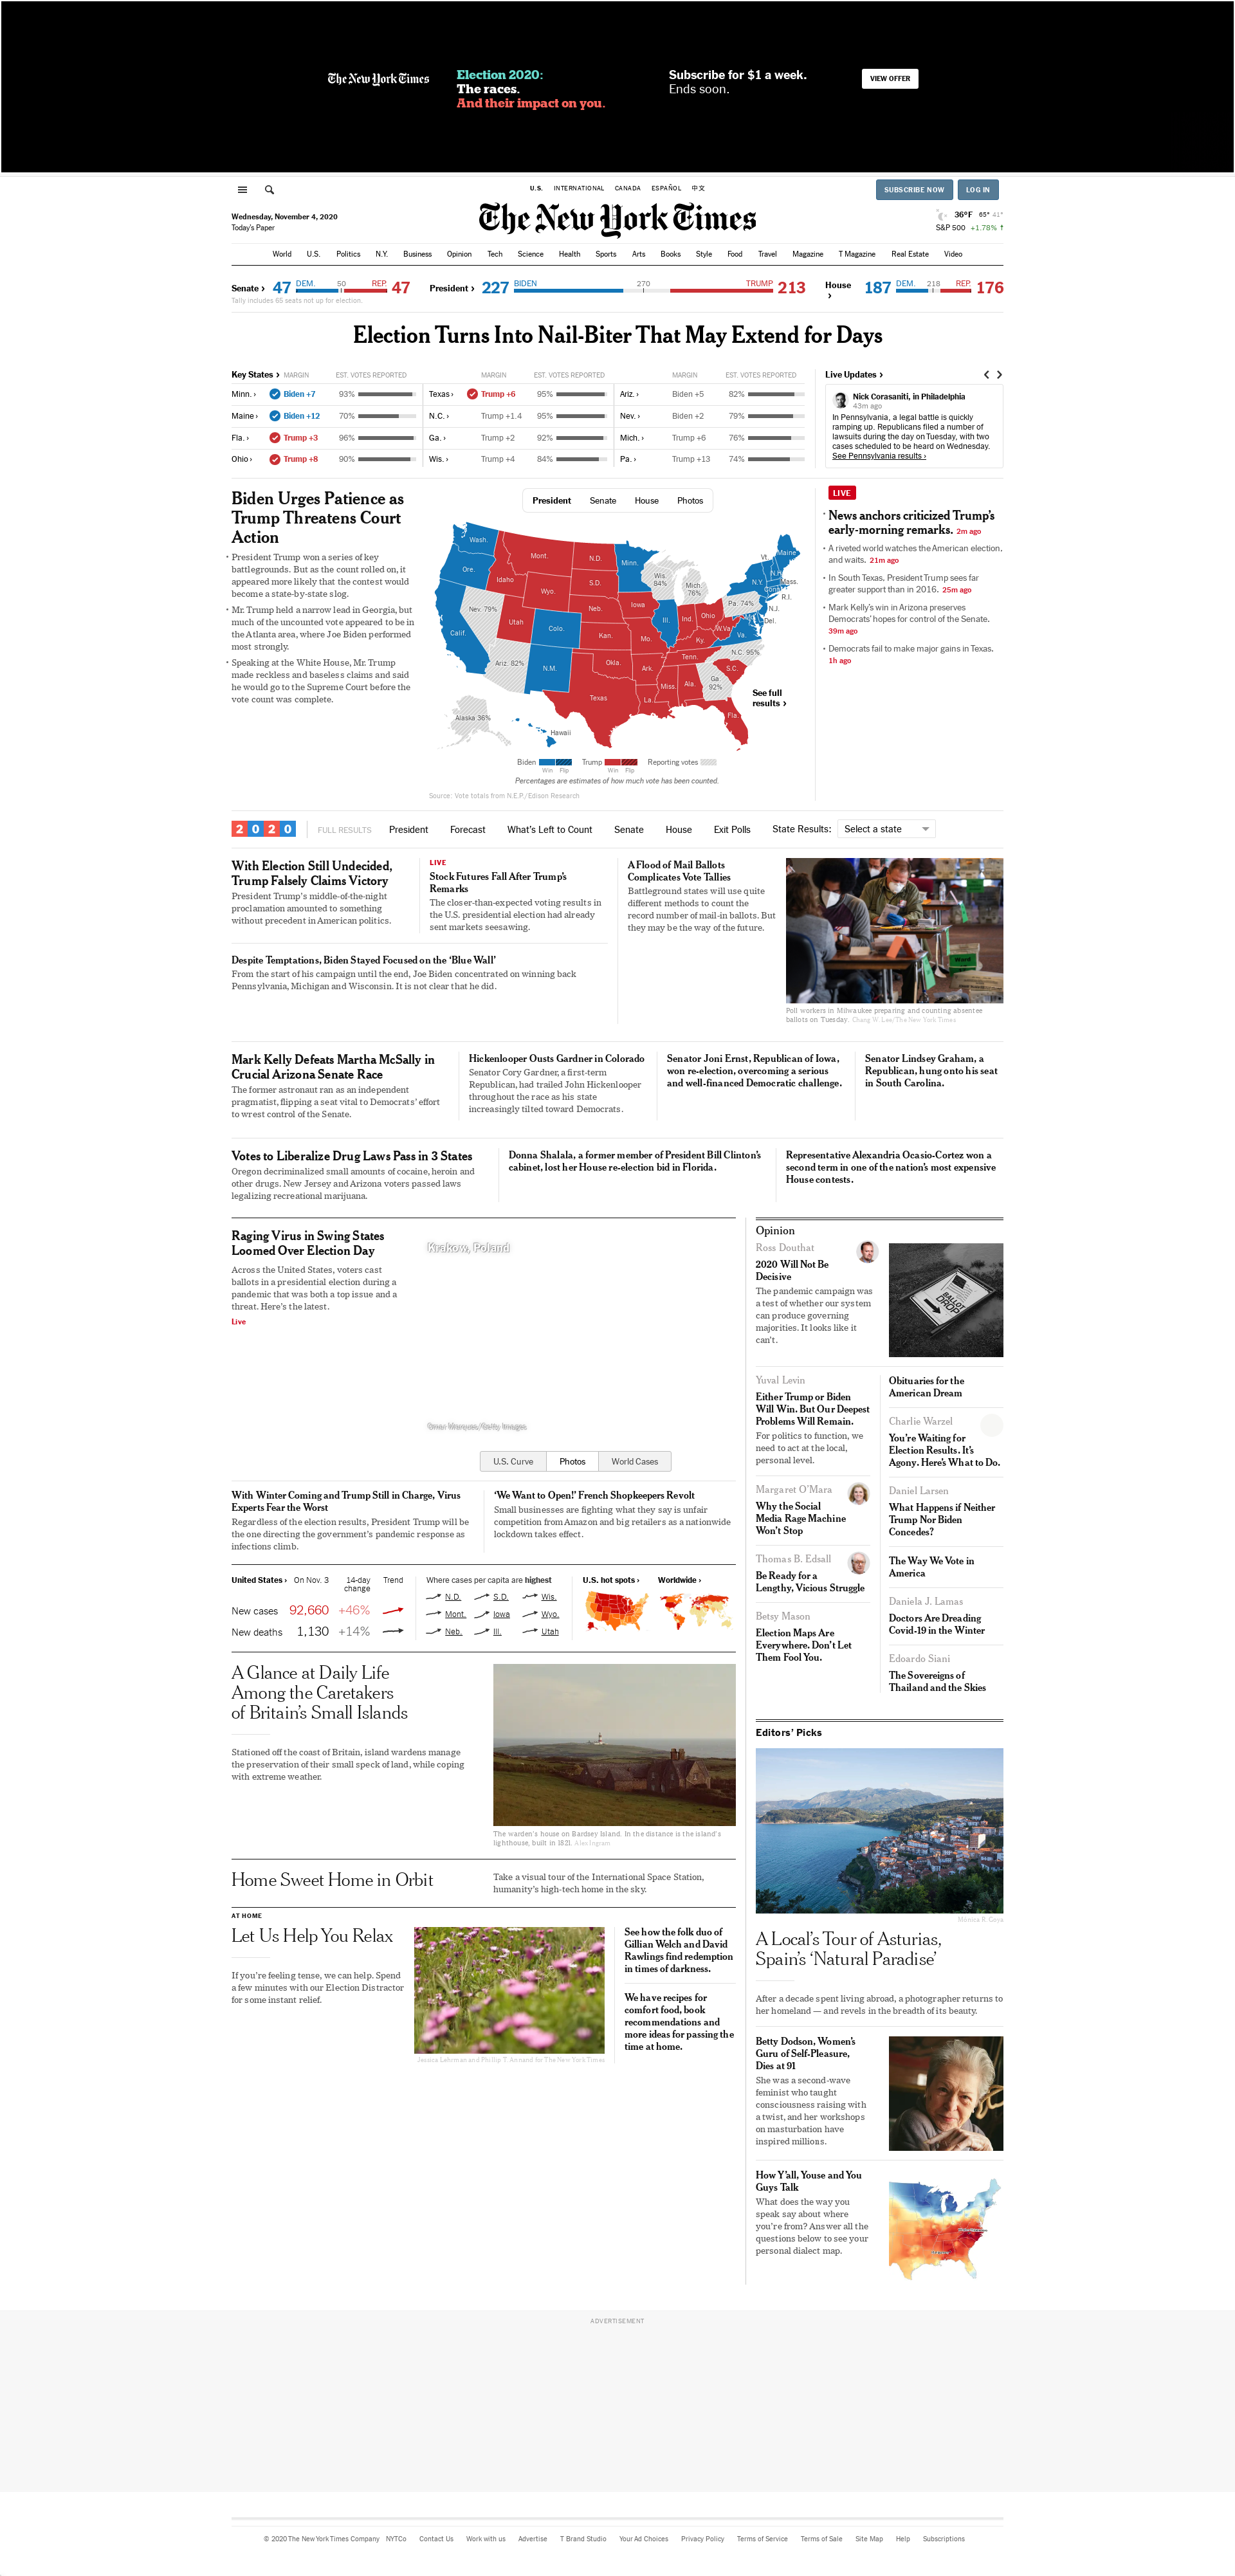 The New York Times
Election 2020:
The races.
And their impact on you.
Subscribe for $1 a week.
Ends soon.
VIEW OFFER
U.S. INTERNATIONAL CANADA ESPAÑOL 中文
SUBSCRIBE NOW LOG IN
Wednesday, November 4, 2020
Today's Paper
The New York Times
36°F 65° 41°
S&P 500 +1.78% ↑
World U.S. Politics N.Y. Business Opinion Tech Science Health Sports Arts Books Style Food Travel Magazine T Magazine Real Estate Video
Senate › 47 DEM. 50 REP. 47
Tally includes 65 seats not up for election.
President › 227 BIDEN 270 TRUMP 213
House › 187 DEM. 218 REP. 176
Election Turns Into Nail-Biter That May Extend for Days
Key States › MARGIN EST. VOTES REPORTED
Minn. › Biden +7 93%
Maine › Biden +12 70%
Fla. › Trump +3 96%
Ohio › Trump +8 90%
MARGIN EST. VOTES REPORTED
Texas › Trump +6 95%
N.C. › Trump +1.4 95%
Ga. › Trump +2 92%
Wis. › Trump +4 84%
MARGIN EST. VOTES REPORTED
Ariz. › Biden +5 82%
Nev. › Biden +2 79%
Mich. › Trump +6 76%
Pa. › Trump +13 74%
Live Updates ›
Nick Corasaniti, in Philadelphia
43m ago
In Pennsylvania, a legal battle is quickly
ramping up. Republicans filed a number of
lawsuits during the day on Tuesday, with two
cases scheduled to be heard on Wednesday.
See Pennsylvania results ›
Biden Urges Patience as
Trump Threatens Court
Action
• President Trump won a series of key
battlegrounds. But as the count rolled on, it
appeared more likely that the contest would
become a state-by-state slog.
• Mr. Trump held a narrow lead in Georgia, but
much of the uncounted vote appeared to be in
the Atlanta area, where Joe Biden performed
most strongly.
• Speaking at the White House, Mr. Trump
made reckless and baseless claims and said
he would go to the Supreme Court before the
vote count was complete.
President Senate House Photos
Wash.
Ore.
Idaho
Mont.
N.D.
Minn.
Wis.
84%
Mich.
76%
Vt.
Maine
N.H.
Mass.
Conn.
R.I.
N.Y.
N.J.
Del.
Pa. 74%
S.D.
Wyo.
Nev. 79%
Utah
Calif.
Colo.
Neb.
Iowa
Ill.
Ind.
Ohio
W.Va.
Va.
Kan.
Mo.
Ky.
N.C. 95%
Tenn.
Ariz. 82%
N.M.
Okla.
Ark.
S.C.
Miss.
Ala.
Ga.
92%
Texas
La.
Fla.
Alaska 36%
Hawaii
See full
results ›
Biden Win Flip
Trump Win Flip
Reporting votes
Percentages are estimates of how much vote has been counted.
Source: Vote totals from N.E.P./Edison Research
LIVE
• News anchors criticized Trump's
early-morning remarks. 2m ago
• A riveted world watches the American election,
and waits. 21m ago
• In South Texas, President Trump sees far
greater support than in 2016. 25m ago
• Mark Kelly's win in Arizona preserves
Democrats' hopes for control of the Senate.
39m ago
• Democrats fail to make major gains in Texas.
1h ago
2020 FULL RESULTS President Forecast What's Left to Count Senate House Exit Polls State Results: Select a state
With Election Still Undecided,
Trump Falsely Claims Victory
President Trump's middle-of-the-night
proclamation amounted to something
without precedent in American politics.
LIVE
Stock Futures Fall After Trump's
Remarks
The closer-than-expected voting results in
the U.S. presidential election had already
sent markets seesawing.
Despite Temptations, Biden Stayed Focused on the 'Blue Wall'
From the start of his campaign until the end, Joe Biden concentrated on winning back
Pennsylvania, Michigan and Wisconsin. It is not clear that he did.
A Flood of Mail Ballots
Complicates Vote Tallies
Battleground states will use quite
different methods to count the
record number of mail-in ballots. But
they may be the way of the future.
Poll workers in Milwaukee preparing and counting absentee
ballots on Tuesday. Chang W. Lee/The New York Times
Mark Kelly Defeats Martha McSally in
Crucial Arizona Senate Race
The former astronaut ran as an independent
pragmatist, flipping a seat vital to Democrats' effort
to wrest control of the Senate.
Hickenlooper Ousts Gardner in Colorado
Senator Cory Gardner, a first-term
Republican, had trailed John Hickenlooper
throughout the race as his state
increasingly tilted toward Democrats.
Senator Joni Ernst, Republican of Iowa,
won re-election, overcoming a serious
and well-financed Democratic challenge.
Senator Lindsey Graham, a
Republican, hung onto his seat
in South Carolina.
Votes to Liberalize Drug Laws Pass in 3 States
Oregon decriminalized small amounts of cocaine, heroin and
other drugs. New Jersey and Arizona voters passed laws
legalizing recreational marijuana.
Donna Shalala, a former member of President Bill Clinton's
cabinet, lost her House re-election bid in Florida.
Representative Alexandria Ocasio-Cortez won a
second term in one of the nation's most expensive
House contests.
Raging Virus in Swing States
Loomed Over Election Day
Across the United States, voters cast
ballots in a presidential election during a
pandemic that was both a top issue and a
threat. Here's the latest.
Live
Krakow, Poland
Omar Marques/Getty Images
U.S. Curve Photos World Cases
With Winter Coming and Trump Still in Charge, Virus
Experts Fear the Worst
Regardless of the election results, President Trump will be
the one directing the government's pandemic response as
infections climb.
'We Want to Open!' French Shopkeepers Revolt
Small businesses are fighting what they say is unfair
competition from Amazon and big retailers as a nationwide
lockdown takes effect.
United States › On Nov. 3 14-day
change Trend
New cases 92,660 +46%
New deaths 1,130 +14%
Where cases per capita are highest
N.D. S.D. Wis.
Mont. Iowa Wyo.
Neb. Ill. Utah
U.S. hot spots › Worldwide ›
A Glance at Daily Life
Among the Caretakers
of Britain's Small Islands
Stationed off the coast of Britain, island wardens manage
the preservation of their small speck of land, while coping
with extreme weather.
The warden's house on Bardsey Island. In the distance is the island's
lighthouse, built in 1821. Alex Ingram
Home Sweet Home in Orbit
Take a visual tour of the International Space Station,
humanity's high-tech home in the sky.
AT HOME
Let Us Help You Relax
If you're feeling tense, we can help. Spend
a few minutes with our Election Distractor
for some instant relief.
Jessica Lehrman and Phillip T. Annand for The New York Times
See how the folk duo of
Gillian Welch and David
Rawlings find redemption
in times of darkness.
We have recipes for
comfort food, book
recommendations and
more ideas for passing the
time at home.
Opinion
Ross Douthat
2020 Will Not Be
Decisive
The pandemic campaign was
a test of whether our system
can produce governing
majorities. It looks like it
can't.
BALLOT
DROP
Yuval Levin
Either Trump or Biden
Will Win. But Our Deepest
Problems Will Remain.
For politics to function, we
need to act at the local,
personal level.
Margaret O'Mara
Why the Social
Media Rage Machine
Won't Stop
Thomas B. Edsall
Be Ready for a
Lengthy, Vicious Struggle
Betsy Mason
Election Maps Are
Everywhere. Don't Let
Them Fool You.
Obituaries for the
American Dream
Charlie Warzel
You're Waiting for
Election Results. It's
Agony. Here's What to Do.
Daniel Larsen
What Happens if Neither
Trump Nor Biden
Concedes?
The Way We Vote in
America
Daniela J. Lamas
Doctors Are Dreading
Covid-19 in the Winter
Edoardo Siani
The Sovereigns of
Thailand and the Skies
Editors' Picks
Monica R. Goya
A Local's Tour of Asturias,
Spain's 'Natural Paradise'
After a decade spent living abroad, a photographer returns to
her homeland — and revels in the breadth of its beauty.
Betty Dodson, Women's
Guru of Self-Pleasure,
Dies at 91
She was a second-wave
feminist who taught
consciousness raising with
a twist, and her workshops
on masturbation have
inspired millions.
How Y'all, Youse and You
Guys Talk
What does the way you
speak say about where
you're from? Answer all the
questions below to see your
personal dialect map.
ADVERTISEMENT
© 2020 The New York Times Company NYTCo Contact Us Work with us Advertise T Brand Studio Your Ad Choices Privacy Policy Terms of Service Terms of Sale Site Map Help Subscriptions